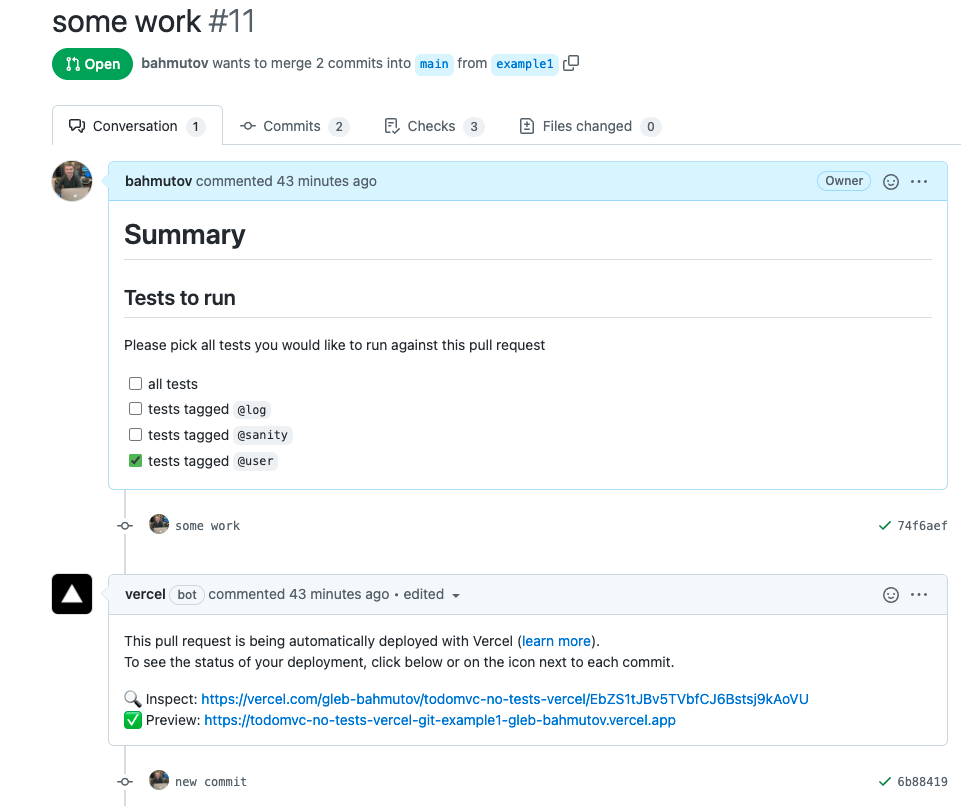 some work #11
Open bahmutov wants to merge 2 commits into main from example1
Conversation 1 Commits 2 Checks 3 Files changed 0
bahmutov commented 43 minutes ago Owner
Summary
Tests to run
Please pick all tests you would like to run against this pull request
all tests
tests tagged @log
tests tagged @sanity
tests tagged @user
some work 74f6aef
vercel bot commented 43 minutes ago • edited
This pull request is being automatically deployed with Vercel (learn more).
To see the status of your deployment, click below or on the icon next to each commit.
🔍 Inspect: https://vercel.com/gleb-bahmutov/todomvc-no-tests-vercel/EbZS1tJBv5TVbfCJ6Bstsj9kAoVU
✅ Preview: https://todomvc-no-tests-vercel-git-example1-gleb-bahmutov.vercel.app
new commit 6b88419